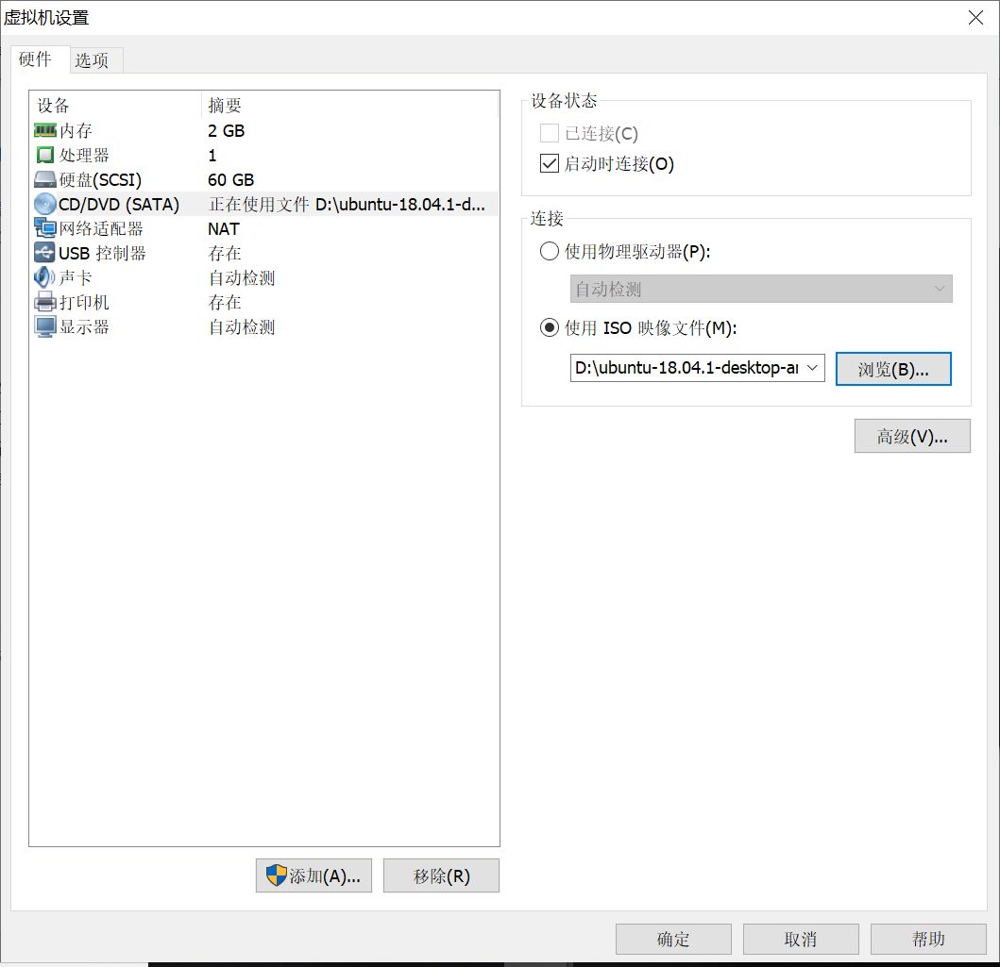 虚拟机设置
硬件 选项
设备 摘要
内存 2 GB
处理器 1
硬盘(SCSI) 60 GB
CD/DVD (SATA) 正在使用文件 D:\ubuntu-18.04.1-d...
网络适配器 NAT
USB 控制器 存在
声卡 自动检测
打印机 存在
显示器 自动检测
添加(A)... 移除(R)
设备状态
已连接(C)
启动时连接(O)
连接
使用物理驱动器(P):
自动检测
使用 ISO 映像文件(M):
D:\ubuntu-18.04.1-desktop-ar 浏览(B)...
高级(V)...
确定 取消 帮助